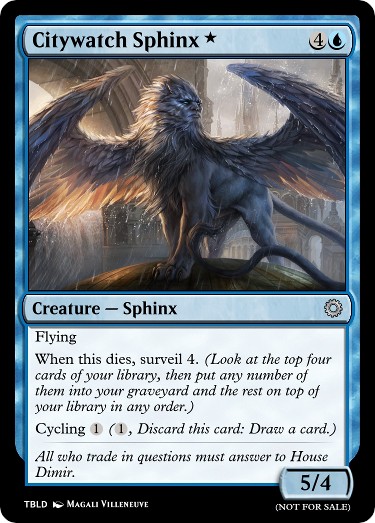 Citywatch Sphinx ★ 4
Creature — Sphinx
Flying
When this dies, surveil 4. (Look at the top four
cards of your library, then put any number of
them into your graveyard and the rest on top of
your library in any order.)
Cycling 1 (1, Discard this card: Draw a card.)
All who trade in questions must answer to House
Dimir.
5/4
TBLD Magali Villeneuve
(NOT FOR SALE)